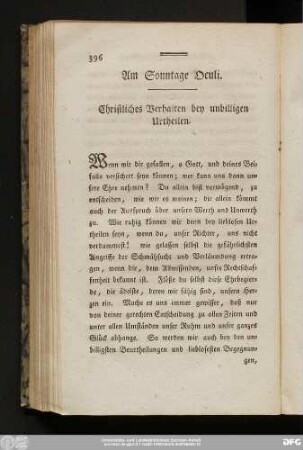 396
Am Sonntage Oculi.
Christliches Verhalten bey unbilligen
Urtheilen.
Wenn wir dir gefallen, o Gott, und deines Bey-
falls versichert seyn können; wer kann uns dann un-
sere Ehre nehmen? Du allein bist vermögend, zu
entscheiden, wie wir es meinen; dir allein kömmt
auch der Ausspruch über unsern Werth und Unwerth
zu. Wie ruhig können wir dann bey lieblosen Ur-
theilen seyn, wenn du, unser Richter, uns nicht
verdammest! wie gelassen selbst die gefährlichsten
Angriffe der Schmähsucht und Verläumdung ertra-
gen, wenn dir, dem Allwissenden, unsre Rechtschaf-
fenheit bekannt ist. Flöße du selbst diese Ehrbegier-
de, die edelste, deren wir fähig sind, unsern Her-
zen ein. Mache es uns immer gewisser, daß nur
von deiner gerechten Entscheidung zu allen Zeiten und
unter allen Umständen unser Ruhm und unser ganzes
Glück abhange. So werden wir auch bey den un-
billigsten Beurtheilungen und lieblosesten Begegnun-
gen,